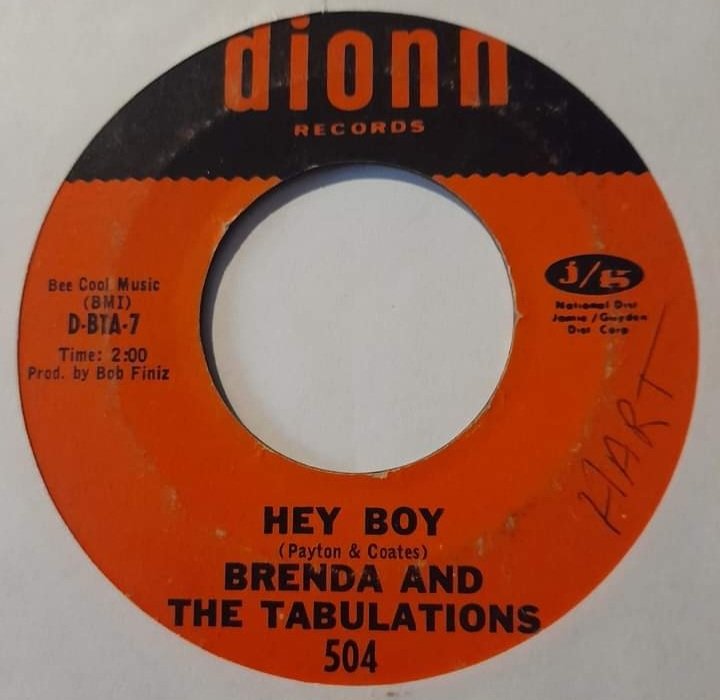 dionn
RECORDS
Bee Cool Music
(BMI)
D-BTA-7
Time: 2:00
Prod. by Bob Finiz
j/g
National Dist
Jamie/Guyden
Dist Corp
HART
HEY BOY
(Payton & Coates)
BRENDA AND
THE TABULATIONS
504